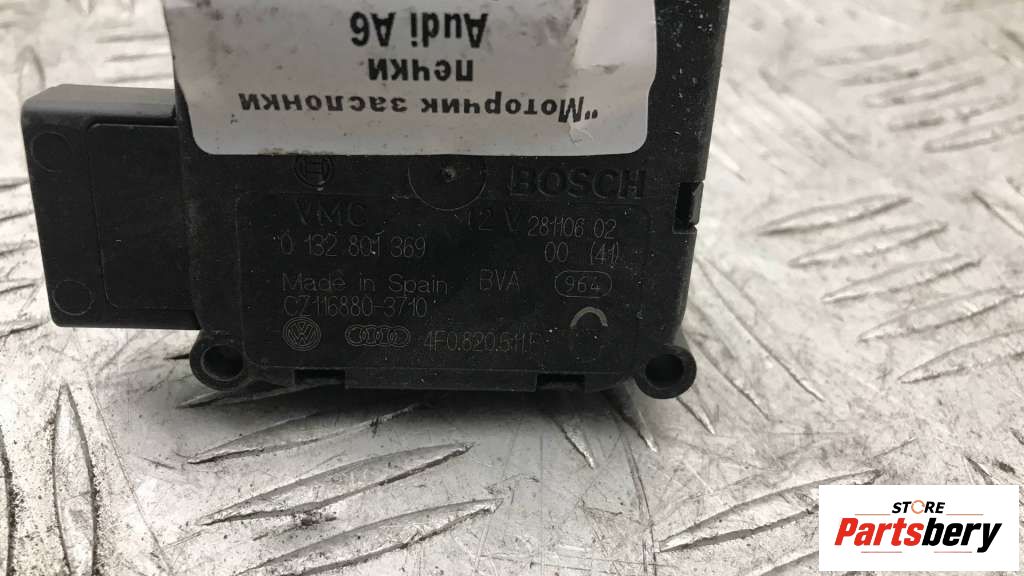 "Моторчик заслонки
печки
Audi A6
BOSCH
VMC 12 V 281106 02
0 132 801 369 00 (41)
Made in Spain BVA 964
CZ116880-3710
4F0.820.511
STORE
Partsbery